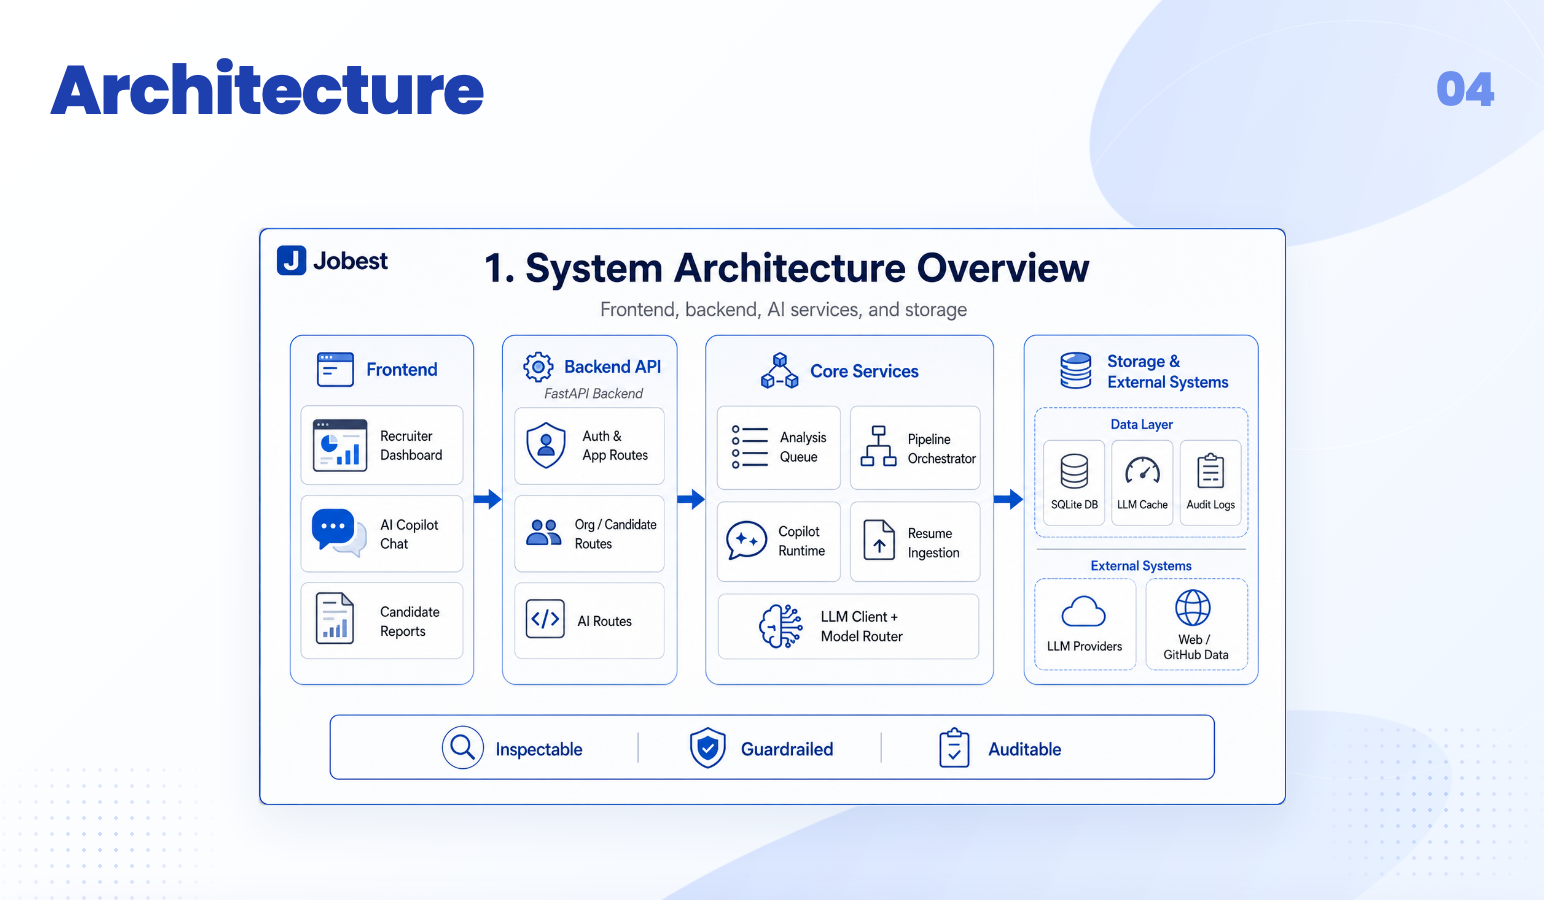 Architecture
04
J Jobest
1. System Architecture Overview
Frontend, backend, AI services, and storage
Frontend
Recruiter
Dashboard
AI Copilot
Chat
Candidate
Reports
Backend API
FastAPI Backend
Auth &
App Routes
Org / Candidate
Routes
</>
AI Routes
Core Services
Analysis
Queue
Pipeline
Orchestrator
Copilot
Runtime
Resume
Ingestion
LLM Client +
Model Router
Storage &
External Systems
Data Layer
SQLite DB
LLM Cache
Audit Logs
External Systems
LLM Providers
Web /
GitHub Data
Inspectable
Guardrailed
Auditable